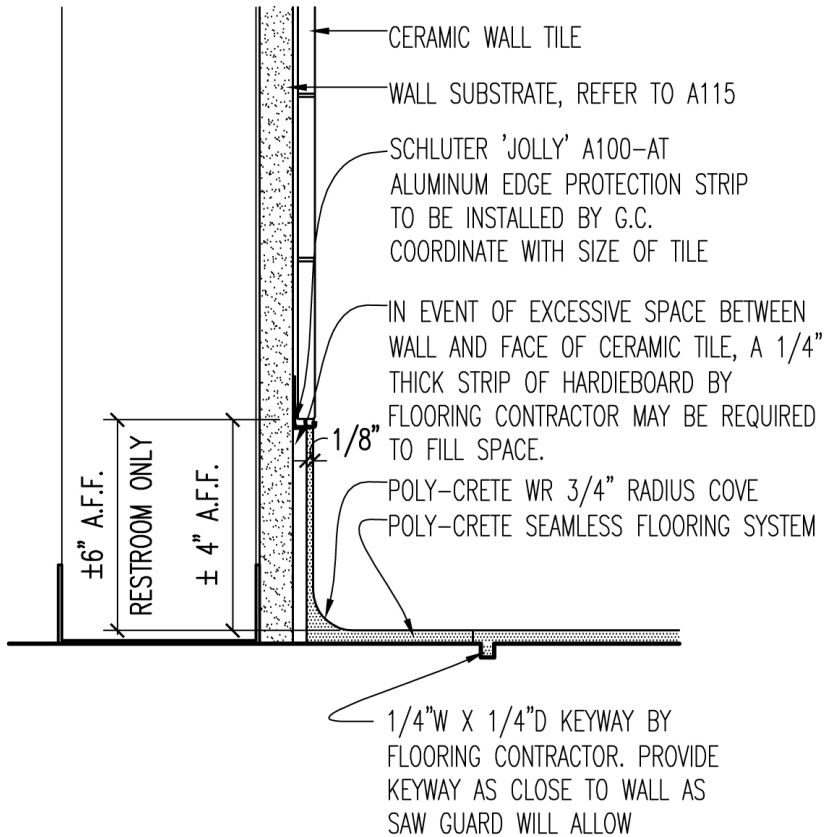 CERAMIC WALL TILE
WALL SUBSTRATE, REFER TO A115
SCHLUTER 'JOLLY' A100-AT
ALUMINUM EDGE PROTECTION STRIP
TO BE INSTALLED BY G.C.
COORDINATE WITH SIZE OF TILE
IN EVENT OF EXCESSIVE SPACE BETWEEN
WALL AND FACE OF CERAMIC TILE, A 1/4"
THICK STRIP OF HARDIEBOARD BY
FLOORING CONTRACTOR MAY BE REQUIRED
TO FILL SPACE.
1/8"
±6" A.F.F.
RESTROOM ONLY
± 4" A.F.F.
POLY-CRETE WR 3/4" RADIUS COVE
POLY-CRETE SEAMLESS FLOORING SYSTEM
1/4"W X 1/4"D KEYWAY BY
FLOORING CONTRACTOR. PROVIDE
KEYWAY AS CLOSE TO WALL AS
SAW GUARD WILL ALLOW